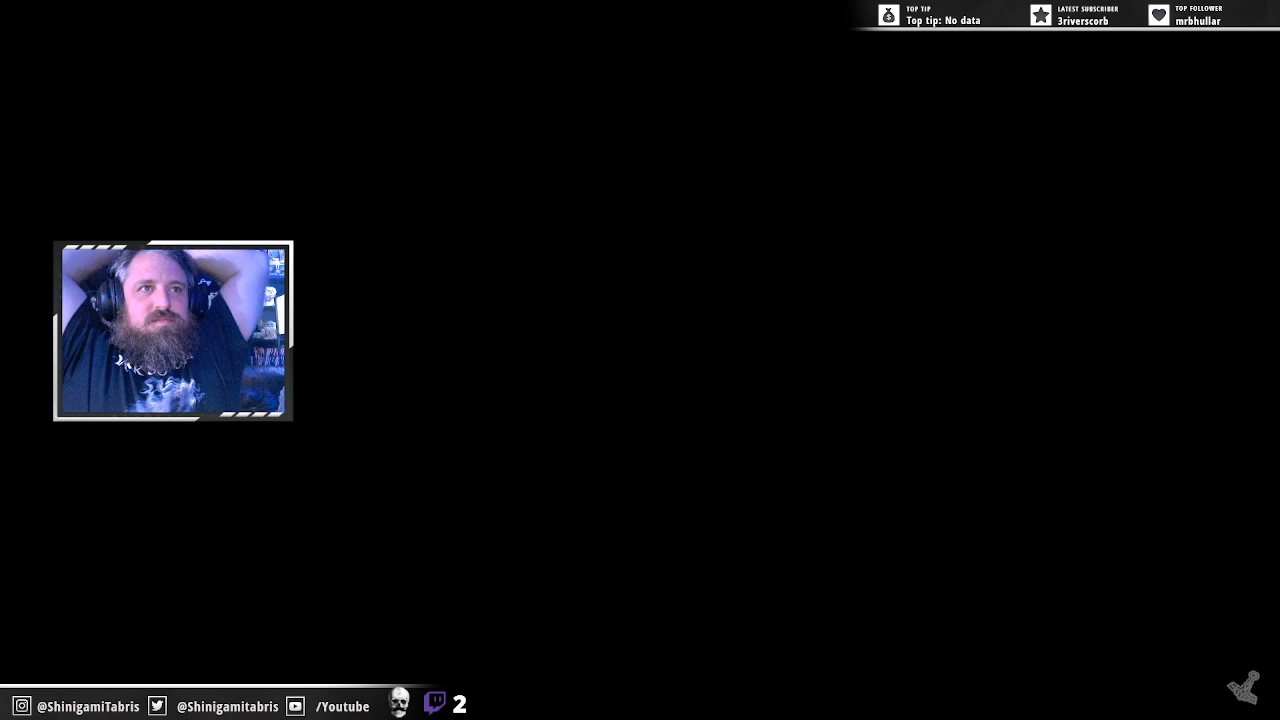 TOP TIP
Top tip: No data
LATEST SUBSCRIBER
3riverscorb
TOP FOLLOWER
mrbhullar
@ShinigamiTabris
@Shinigamitabris
/Youtube
2